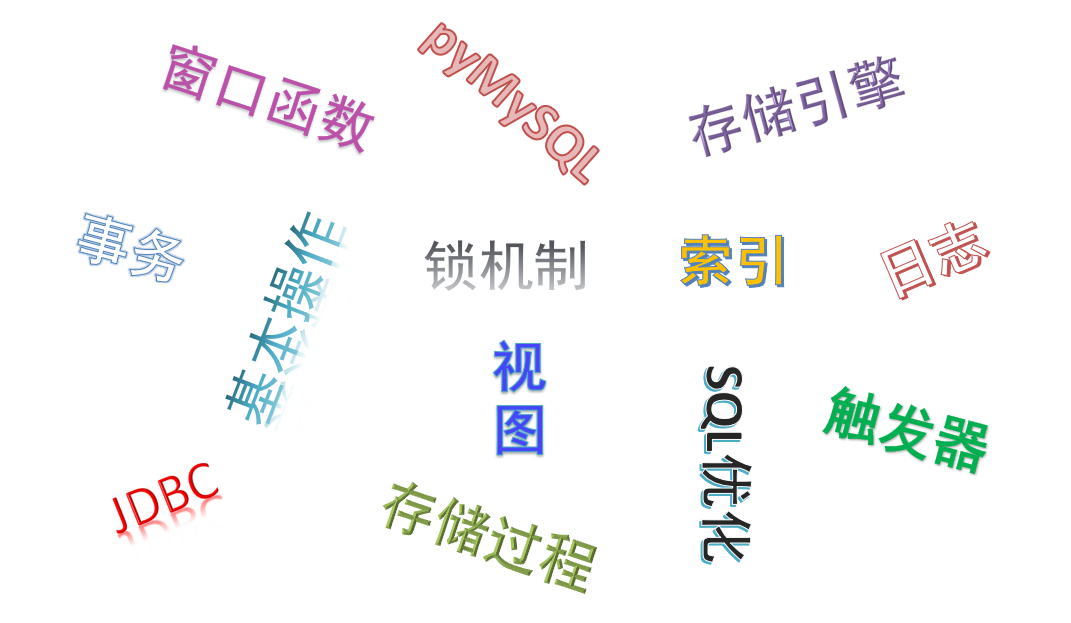 窗口函数
pyMySQL
存储引擎
事务
基本操作
锁机制
索引
日志
视图
SQL优化
触发器
JDBC
存储过程